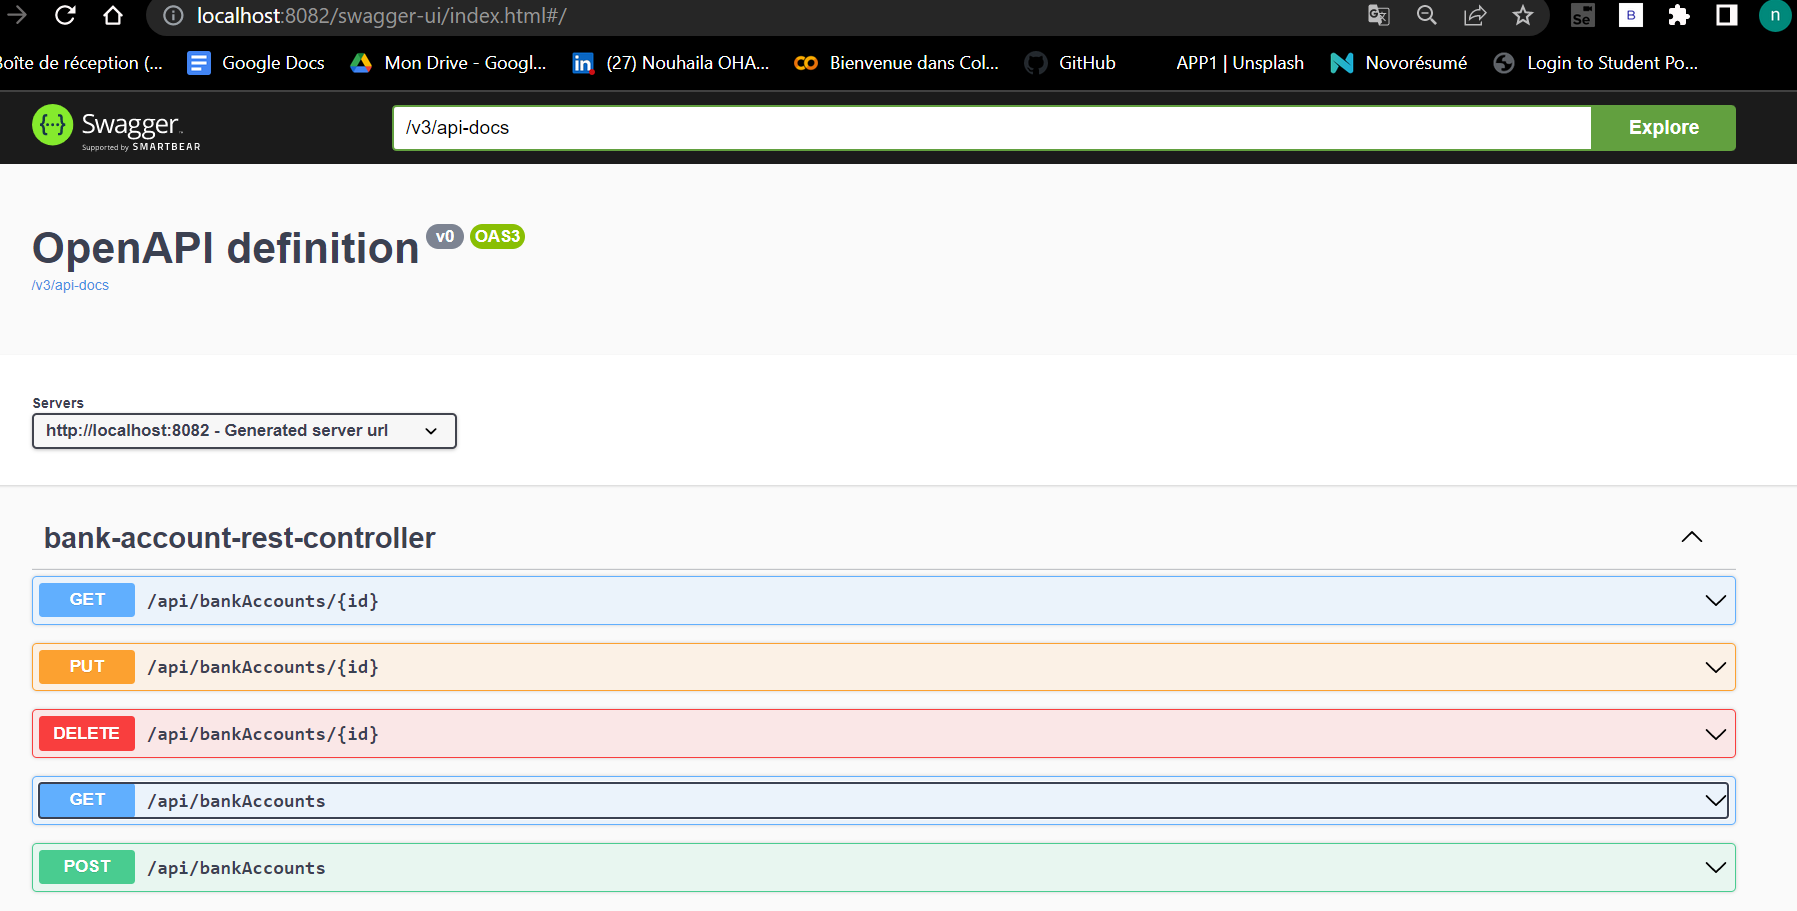 localhost:8082/swagger-ui/index.html#/
Se
B
n
Boîte de réception (...
Google Docs
Mon Drive - Googl...
(27) Nouhaila OHA...
Bienvenue dans Col...
GitHub
APP1 | Unsplash
Novorésumé
Login to Student Po...
Swagger
Supported by SMARTBEAR
/v3/api-docs
Explore
OpenAPI definition v0 OAS3
/v3/api-docs
Servers
http://localhost:8082 - Generated server url
bank-account-rest-controller
GET /api/bankAccounts/{id}
PUT /api/bankAccounts/{id}
DELETE /api/bankAccounts/{id}
GET /api/bankAccounts
POST /api/bankAccounts